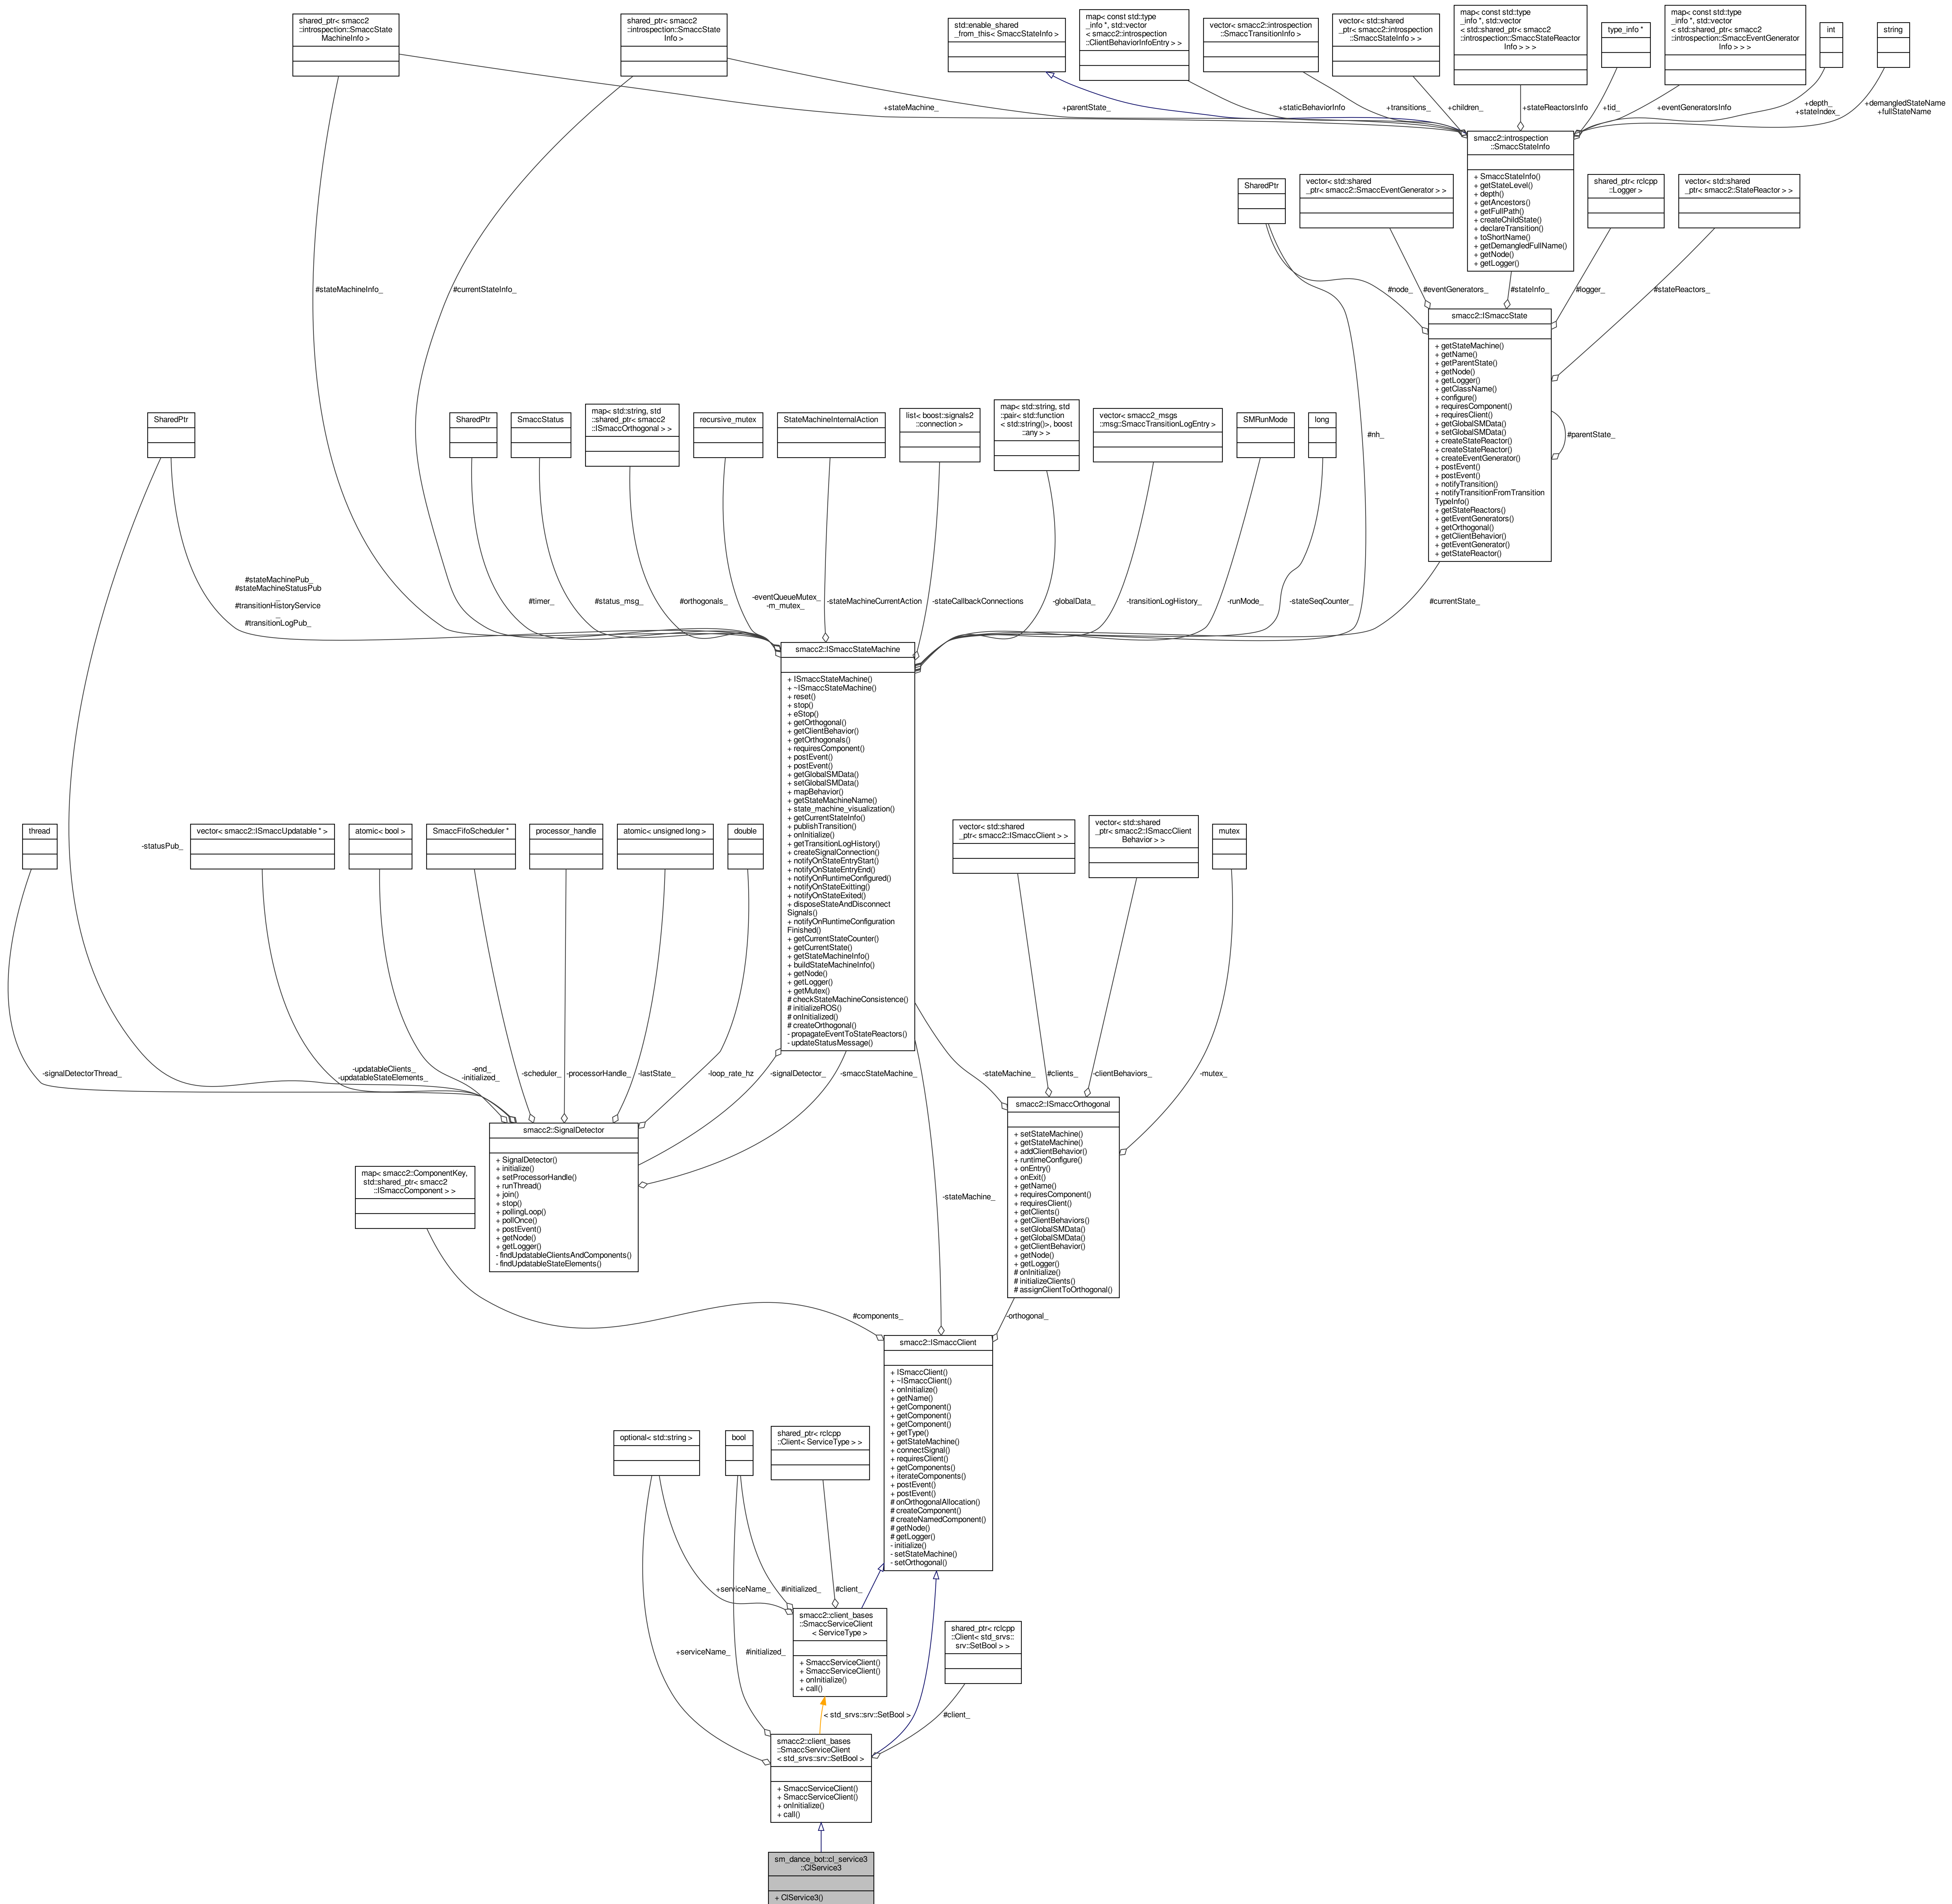 shared_ptr< smacc2
::introspection::SmaccState
MachineInfo >
shared_ptr< smacc2
::introspection::SmaccState
Info >
std::enable_shared
_from_this< SmaccStateInfo >
map< const std::type
_info *, std::vector
< smacc2::introspection
::ClientBehaviorInfoEntry > >
vector< smacc2::introspection
::SmaccTransitionInfo >
vector< std::shared
_ptr< smacc2::introspection
::SmaccStateInfo > >
map< const std::type
_info *, std::vector
< std::shared_ptr< smacc2
::introspection::SmaccStateReactor
Info > > >
type_info *
map< const std::type
_info *, std::vector
< std::shared_ptr< smacc2
::introspection::SmaccEventGenerator
Info > > >
int
string
+stateMachine_
+parentState_
+staticBehaviorInfo
+transitions_
+children_
+stateReactorsInfo
+tid_
+eventGeneratorsInfo
+depth_
+stateIndex_
+demangledStateName
+fullStateName
smacc2::introspection
::SmaccStateInfo
+ SmaccStateInfo()
+ getStateLevel()
+ depth()
+ getAncestors()
+ getFullPath()
+ createChildState()
+ declareTransition()
+ toShortName()
+ getDemangledFullName()
+ getNode()
+ getLogger()
SharedPtr
vector< std::shared
_ptr< smacc2::SmaccEventGenerator > >
shared_ptr< rclcpp
::Logger >
vector< std::shared
_ptr< smacc2::StateReactor > >
#stateMachineInfo_
#currentStateInfo_
#node_
#eventGenerators_
#stateInfo_
#logger_
#stateReactors_
smacc2::ISmaccState
+ getStateMachine()
+ getName()
+ getParentState()
+ getNode()
+ getLogger()
+ getClassName()
+ configure()
+ requiresComponent()
+ requiresClient()
+ getGlobalSMData()
+ setGlobalSMData()
+ createStateReactor()
+ createStateReactor()
+ createEventGenerator()
+ postEvent()
+ postEvent()
+ notifyTransition()
+ notifyTransitionFromTransition
TypeInfo()
+ getStateReactors()
+ getEventGenerators()
+ getOrthogonal()
+ getClientBehavior()
+ getEventGenerator()
+ getStateReactor()
#parentState_
#nh_
SharedPtr
SharedPtr
SmaccStatus
map< std::string, std
::shared_ptr< smacc2
::ISmaccOrthogonal > >
recursive_mutex
StateMachineInternalAction
list< boost::signals2
::connection >
map< std::string, std
::pair< std::function
< std::string()>, boost
::any > >
vector< smacc2_msgs
::msg::SmaccTransitionLogEntry >
SMRunMode
long
#stateMachinePub_
#stateMachineStatusPub
_
#transitionHistoryService
_
#transitionLogPub_
#timer_
#status_msg_
#orthogonals_
-eventQueueMutex_
-m_mutex_
-stateMachineCurrentAction
-stateCallbackConnections
-globalData_
-transitionLogHistory_
-runMode_
-stateSeqCounter_
#currentState_
smacc2::ISmaccStateMachine
+ ISmaccStateMachine()
+ ~ISmaccStateMachine()
+ reset()
+ stop()
+ eStop()
+ getOrthogonal()
+ getClientBehavior()
+ getOrthogonals()
+ requiresComponent()
+ postEvent()
+ postEvent()
+ getGlobalSMData()
+ setGlobalSMData()
+ mapBehavior()
+ getStateMachineName()
+ state_machine_visualization()
+ getCurrentStateInfo()
+ publishTransition()
+ onInitialize()
+ getTransitionLogHistory()
+ createSignalConnection()
+ notifyOnStateEntryStart()
+ notifyOnStateEntryEnd()
+ notifyOnRuntimeConfigured()
+ notifyOnStateExitting()
+ notifyOnStateExited()
+ disposeStateAndDisconnect
Signals()
+ notifyOnRuntimeConfiguration
Finished()
+ getCurrentStateCounter()
+ getCurrentState()
+ getStateMachineInfo()
+ buildStateMachineInfo()
+ getNode()
+ getLogger()
+ getMutex()
# checkStateMachineConsistence()
# initializeROS()
# onInitialized()
# createOrthogonal()
- propagateEventToStateReactors()
- updateStatusMessage()
thread
-statusPub_
vector< smacc2::ISmaccUpdatable * >
atomic< bool >
SmaccFifoScheduler *
processor_handle
atomic< unsigned long >
double
vector< std::shared
_ptr< smacc2::ISmaccClient > >
vector< std::shared
_ptr< smacc2::ISmaccClient
Behavior > >
mutex
-signalDetectorThread_
-updatableClients_
-updatableStateElements_
-end_
-initialized_
-scheduler_
-processorHandle_
-lastState_
-loop_rate_hz
-signalDetector_
-smaccStateMachine_
-stateMachine_
#clients_
-clientBehaviors_
-mutex_
smacc2::SignalDetector
+ SignalDetector()
+ initialize()
+ setProcessorHandle()
+ runThread()
+ join()
+ stop()
+ pollingLoop()
+ pollOnce()
+ postEvent()
+ getNode()
+ getLogger()
- findUpdatableClientsAndComponents()
- findUpdatableStateElements()
smacc2::ISmaccOrthogonal
+ setStateMachine()
+ getStateMachine()
+ addClientBehavior()
+ runtimeConfigure()
+ onEntry()
+ onExit()
+ getName()
+ requiresComponent()
+ requiresClient()
+ getClients()
+ getClientBehaviors()
+ setGlobalSMData()
+ getGlobalSMData()
+ getClientBehavior()
+ getNode()
+ getLogger()
# onInitialize()
# initializeClients()
# assignClientToOrthogonal()
map< smacc2::ComponentKey,
std::shared_ptr< smacc2
::ISmaccComponent > >
-stateMachine_
#components_
-orthogonal_
smacc2::ISmaccClient
+ ISmaccClient()
+ ~ISmaccClient()
+ onInitialize()
+ getName()
+ getComponent()
+ getComponent()
+ getComponent()
+ getType()
+ getStateMachine()
+ connectSignal()
+ requiresClient()
+ getComponents()
+ iterateComponents()
+ postEvent()
+ postEvent()
# onOrthogonalAllocation()
# createComponent()
# createNamedComponent()
# getNode()
# getLogger()
- initialize()
- setStateMachine()
- setOrthogonal()
optional< std::string >
bool
shared_ptr< rclcpp
::Client< ServiceType > >
+serviceName_
#initialized_
#client_
smacc2::client_bases
::SmaccServiceClient
< ServiceType >
+ SmaccServiceClient()
+ SmaccServiceClient()
+ onInitialize()
+ call()
shared_ptr< rclcpp
::Client< std_srvs::
srv::SetBool > >
+serviceName_
#initialized_
< std_srvs::srv::SetBool >
#client_
smacc2::client_bases
::SmaccServiceClient
< std_srvs::srv::SetBool >
+ SmaccServiceClient()
+ SmaccServiceClient()
+ onInitialize()
+ call()
sm_dance_bot::cl_service3
::ClService3
+ ClService3()